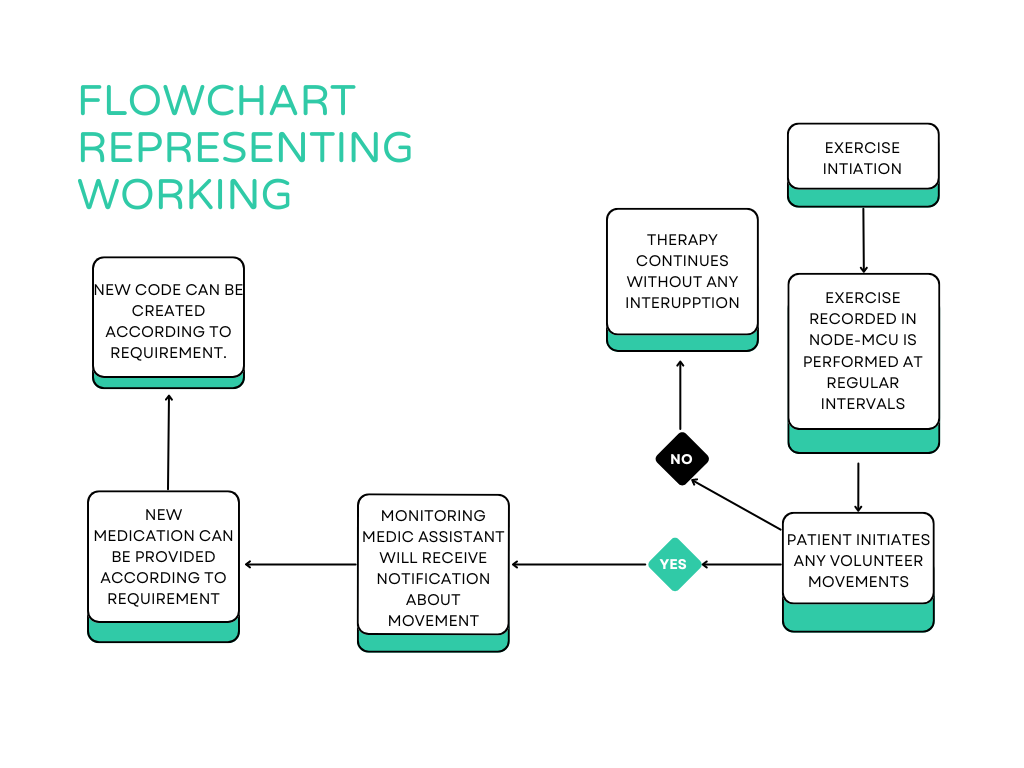 FLOWCHART
REPRESENTING
WORKING
EXERCISE
INTIATION
EXERCISE
RECORDED IN
NODE-MCU IS
PERFORMED AT
REGULAR
INTERVALS
PATIENT INITIATES
ANY VOLUNTEER
MOVEMENTS
NO
THERAPY
CONTINUES
WITHOUT ANY
INTERUPPTION
YES
MONITORING
MEDIC ASSISTANT
WILL RECEIVE
NOTIFICATION
ABOUT
MOVEMENT
NEW
MEDICATION CAN
BE PROVIDED
ACCORDING TO
REQUIREMENT
NEW CODE CAN BE
CREATED
ACCORDING TO
REQUIREMENT.